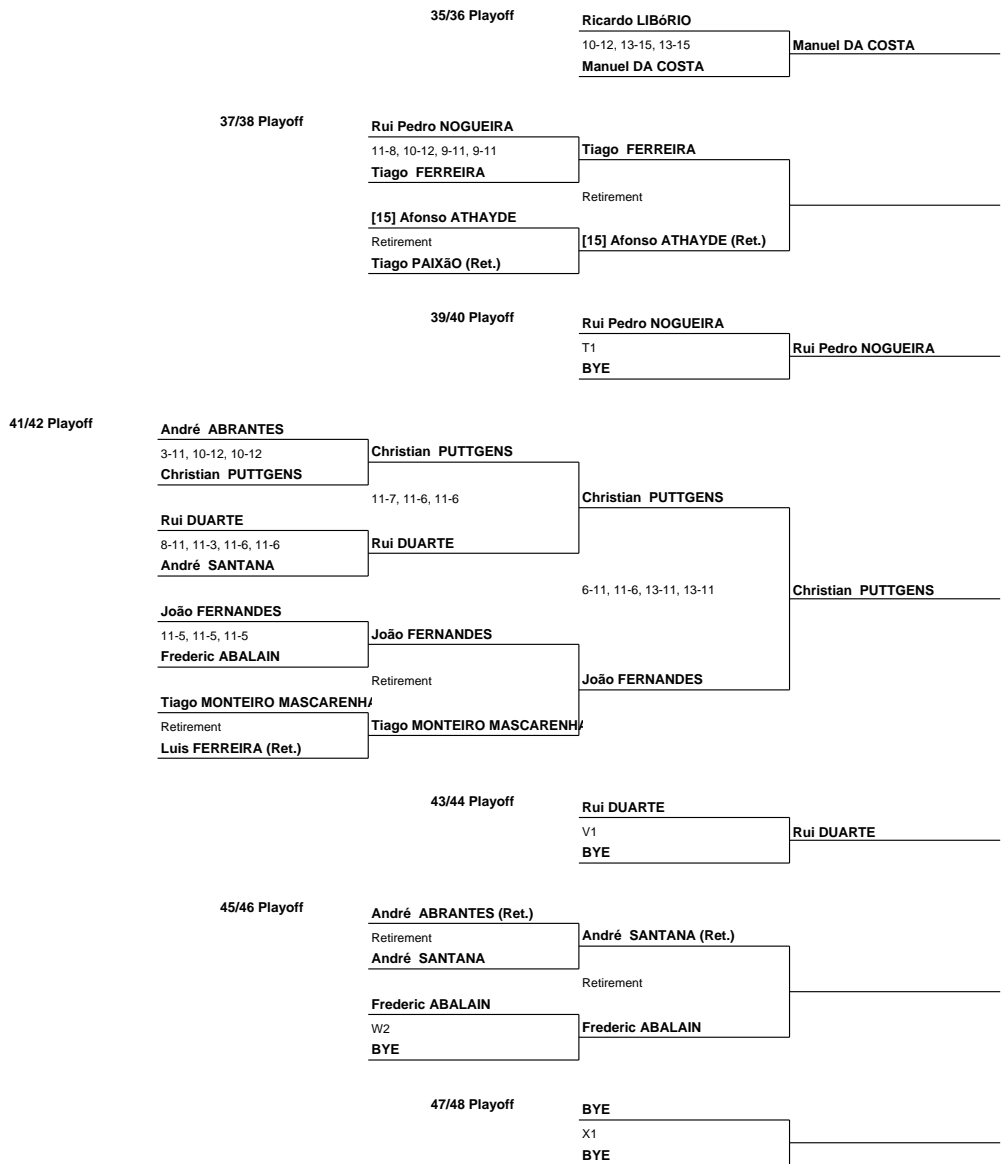 35/36 Playoff
Ricardo LIBóRIO
10-12, 13-15, 13-15
Manuel DA COSTA
Manuel DA COSTA
37/38 Playoff
Rui Pedro NOGUEIRA
11-8, 10-12, 9-11, 9-11
Tiago FERREIRA
Tiago FERREIRA
Retirement
[15] Afonso ATHAYDE
Retirement
[15] Afonso ATHAYDE (Ret.)
Tiago PAIXãO (Ret.)
39/40 Playoff
Rui Pedro NOGUEIRA
T1
Rui Pedro NOGUEIRA
BYE
41/42 Playoff
André ABRANTES
3-11, 10-12, 10-12
Christian PUTTGENS
Christian PUTTGENS
11-7, 11-6, 11-6
Christian PUTTGENS
Rui DUARTE
8-11, 11-3, 11-6, 11-6
Rui DUARTE
André SANTANA
6-11, 11-6, 13-11, 13-11
Christian PUTTGENS
João FERNANDES
11-5, 11-5, 11-5
João FERNANDES
Frederic ABALAIN
Retirement
João FERNANDES
Tiago MONTEIRO MASCARENHA
Retirement
Tiago MONTEIRO MASCARENHA
Luis FERREIRA (Ret.)
43/44 Playoff
Rui DUARTE
V1
Rui DUARTE
BYE
45/46 Playoff
André ABRANTES (Ret.)
Retirement
André SANTANA (Ret.)
André SANTANA
Retirement
Frederic ABALAIN
W2
Frederic ABALAIN
BYE
47/48 Playoff
BYE
X1
BYE